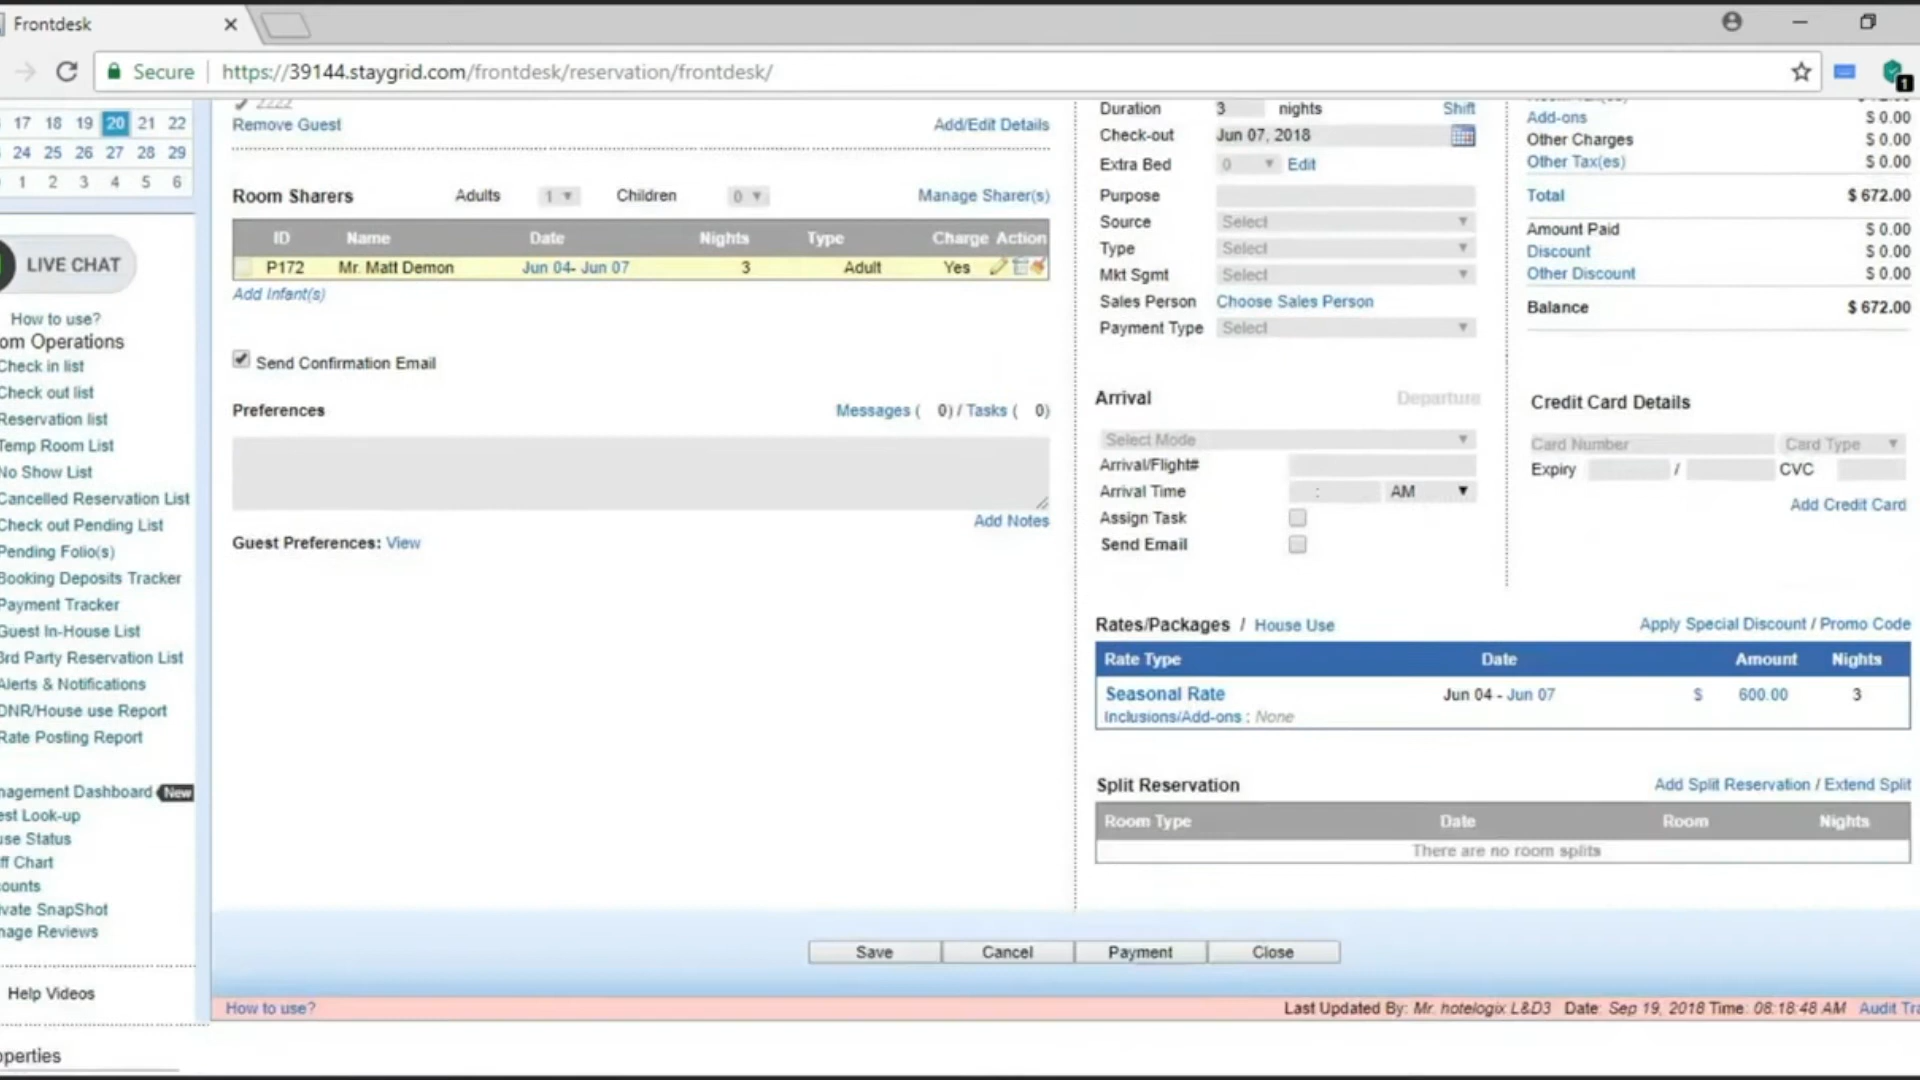 Frontdesk
Secure https://39144.staygrid.com/frontdesk/reservation/frontdesk/
1
17 18 19 20 21 22
24 25 26 27 28 29
1 2 3 4 5 6
LIVE CHAT
How to use?
om Operations
Check in list
Check out list
Reservation list
Temp Room List
No Show List
Cancelled Reservation List
Check out Pending List
Pending Folio(s)
Booking Deposits Tracker
Payment Tracker
Guest In-House List
3rd Party Reservation List
Alerts & Notifications
DNR/House use Report
Rate Posting Report
nagement Dashboard New
est Look-up
use Status
ff Chart
counts
ivate SnapShot
nage Reviews
Help Videos
operties
zzzz
Remove Guest Add/Edit Details
Room Sharers Adults 1 Children 0 Manage Sharer(s)
ID Name Date Nights Type Charge Action
P172 Mr. Matt Demon Jun 04- Jun 07 3 Adult Yes
Add Infant(s)
Send Confirmation Email
Preferences Messages ( 0) / Tasks ( 0)
Add Notes
Guest Preferences: View
Duration 3 nights Shift
Check-out Jun 07, 2018
Extra Bed 0 Edit
Purpose
Source Select
Type Select
Mkt Sgmt Select
Sales Person Choose Sales Person
Payment Type Select
Arrival Departure
Select Mode
Arrival/Flight#
Arrival Time : AM
Assign Task
Send Email
Add-ons $ 0.00
Other Charges $ 0.00
Other Tax(es) $ 0.00
Total $ 672.00
Amount Paid $ 0.00
Discount $ 0.00
Other Discount $ 0.00
Balance $ 672.00
Credit Card Details
Card Number Card Type
Expiry / CVC
Add Credit Card
Rates/Packages / House Use Apply Special Discount / Promo Code
Rate Type Date Amount Nights
Seasonal Rate Jun 04 - Jun 07 $ 600.00 3
Inclusions/Add-ons : None
Split Reservation Add Split Reservation / Extend Split
Room Type Date Room Nights
There are no room splits
Save Cancel Payment Close
How to use? Last Updated By: Mr. hotelogix L&D3 Date: Sep 19, 2018 Time: 08:18:48 AM Audit Tra